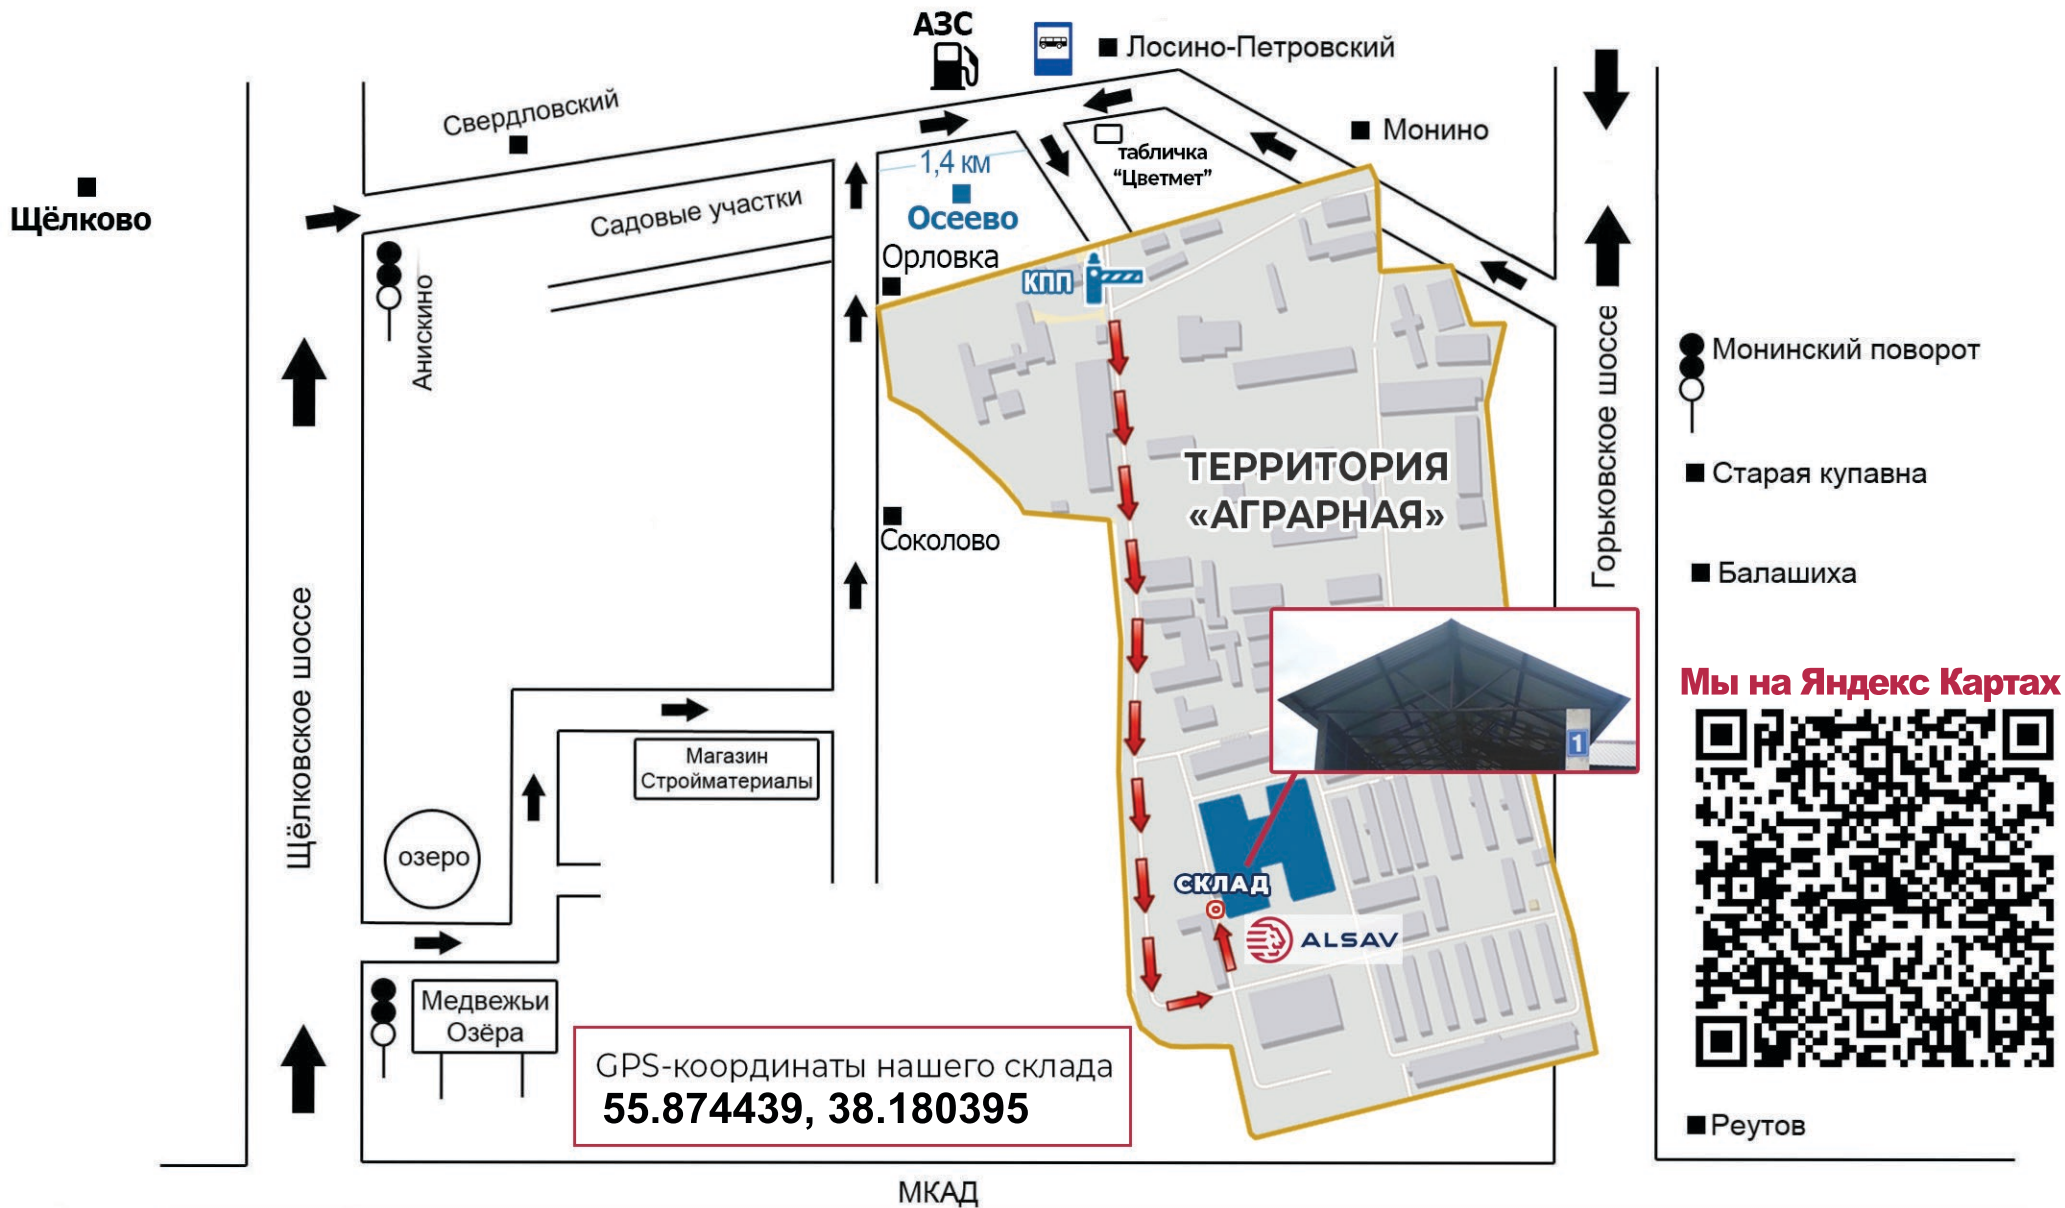 АЗС
Лосино-Петровский
Свердловский
Монино
табличка
“Цветмет”
1,4 км
Осеево
Щёлково
Садовые участки
Орловка
КПП
Анискино
Горьковское шоссе
Монинский поворот
ТЕРРИТОРИЯ
«АГРАРНАЯ»
Старая купавна
Соколово
Балашиха
Щёлковское шоссе
Мы на Яндекс Картах
1
Магазин
Стройматериалы
озеро
СКЛАД
ALSAV
Медвежьи
Озёра
GPS-координаты нашего склада
55.874439, 38.180395
Реутов
МКАД